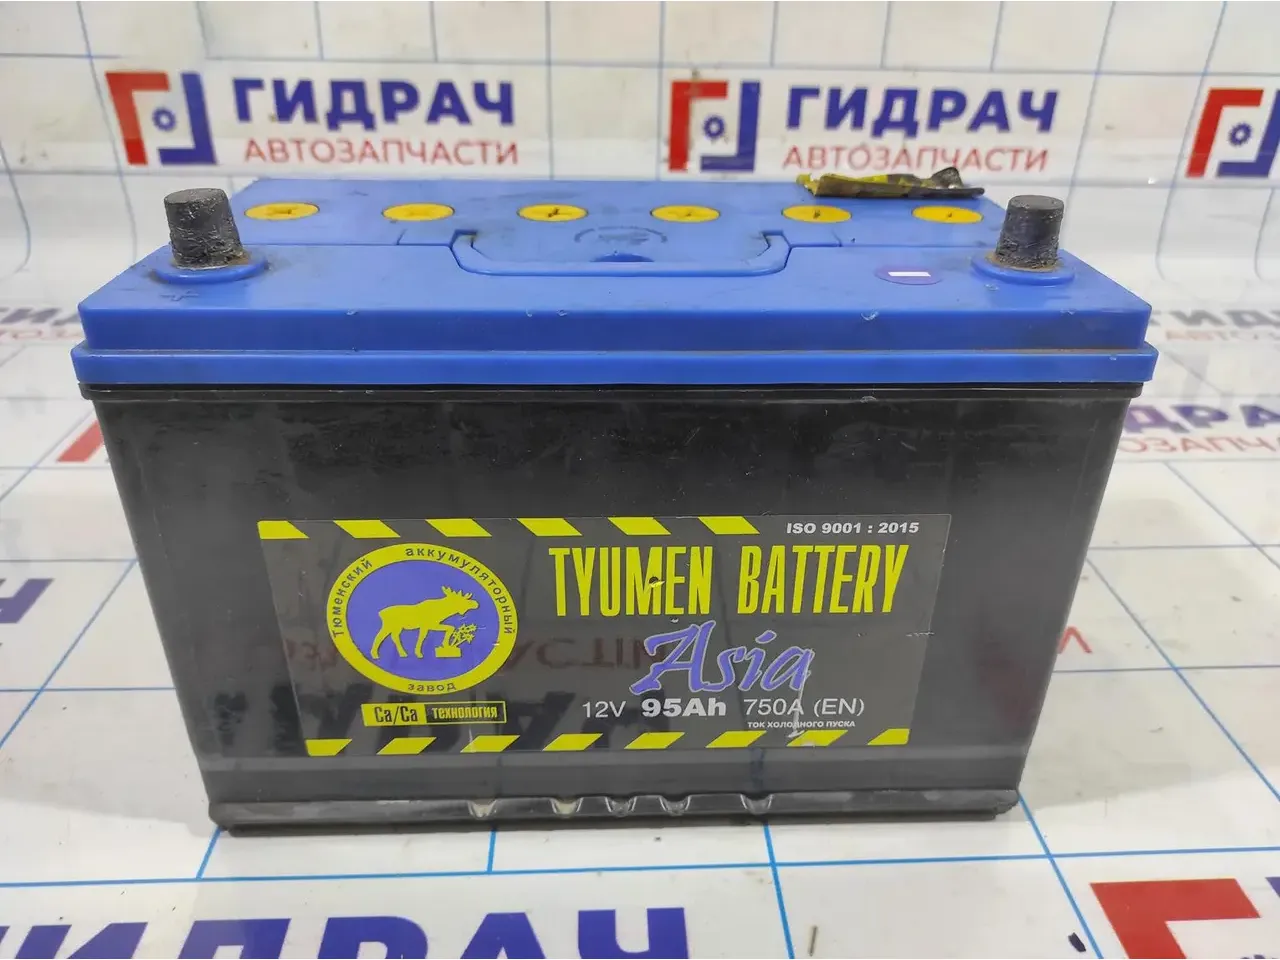 ГИДРАЧ
АВТОЗАПЧАСТИ
ГИДРАЧ
АВТОЗАПЧАСТИ
ISO 9001 : 2015
TYUMEN BATTERY
Asia
12V 95Ah 750A (EN)
ТОК ХОЛОДНОГО ПУСКА
Тюменский аккумуляторный
завод
Ca/Ca ТЕХНОЛОГИЯ
ГИДРАЧ